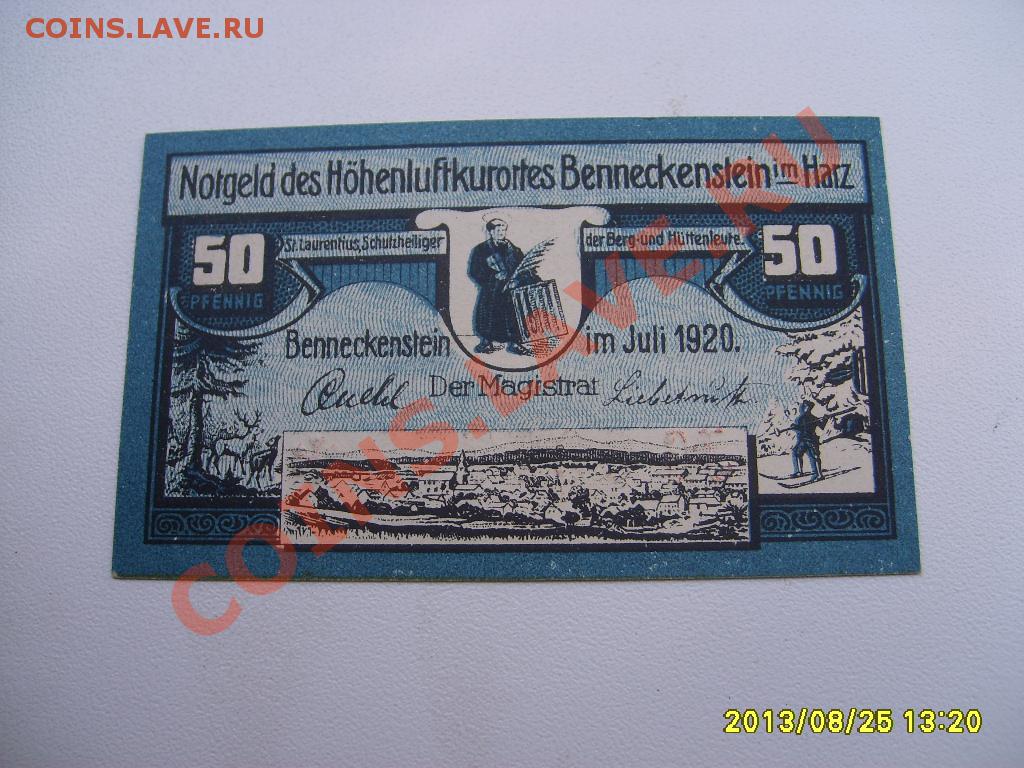 COINS.LAVE.RU
Notgeld des Höhenluftkurortes Benneckenstein im Harz
50 PFENNIG
St. Laurentius, Schutzheiliger der Berg- und Hüttenleute.
50 PFENNIG
Benneckenstein im Juli 1920.
Der Magistrat
Liebetruth
COINS.LAVE.RU
2013/08/25 13:20